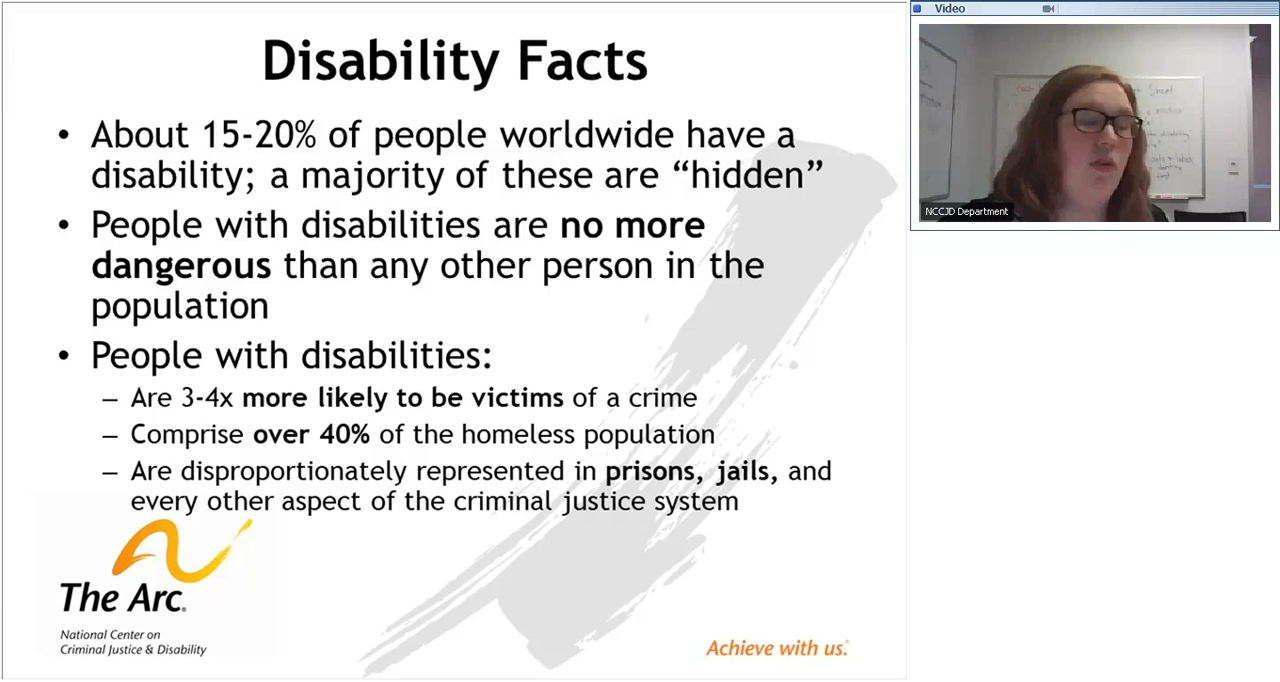 Disability Facts
• About 15-20% of people worldwide have a
disability; a majority of these are “hidden”
• People with disabilities are no more
dangerous than any other person in the
population
• People with disabilities:
– Are 3-4x more likely to be victims of a crime
– Comprise over 40% of the homeless population
– Are disproportionately represented in prisons, jails, and
every other aspect of the criminal justice system
The Arc®
National Center on
Criminal Justice & Disability
Achieve with us.
Video
NCCJD Department